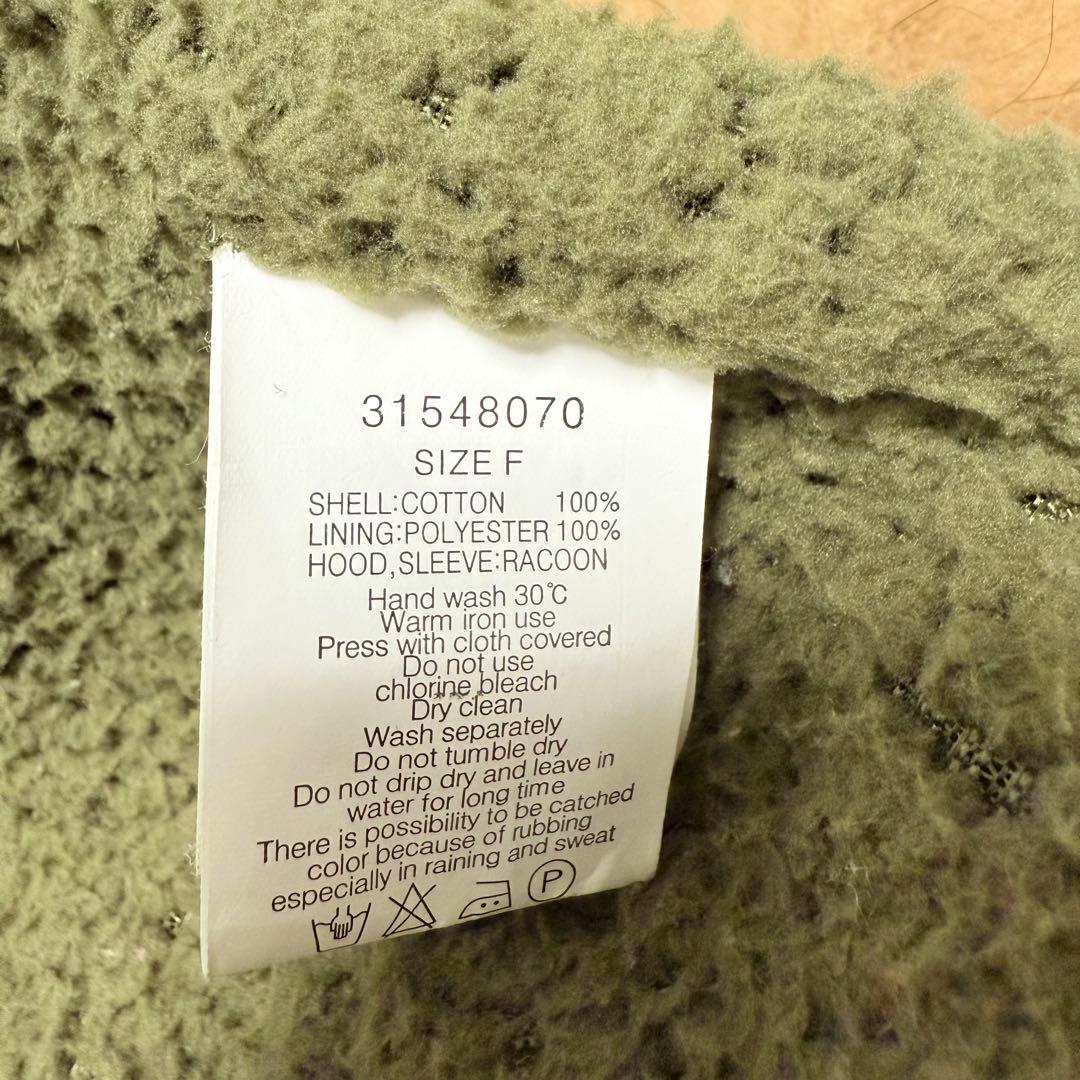 31548070
SIZE F
SHELL:COTTON 100%
LINING:POLYESTER 100%
HOOD,SLEEVE:RACOON
Hand wash 30℃
Warm iron use
Press with cloth covered
Do not use
chlorine bleach
Dry clean
Wash separately
Do not tumble dry
Do not drip dry and leave in
water for long time
There is possibility to be catched
color because of rubbing
especially in raining and sweat
P